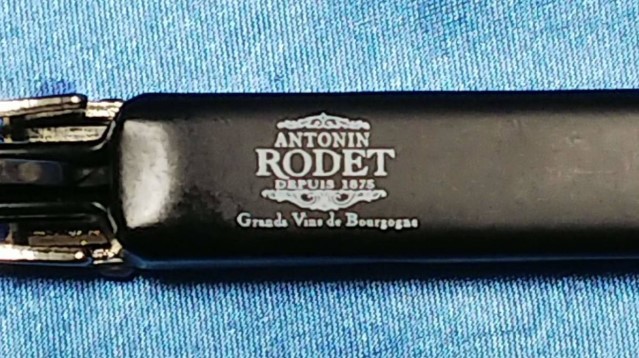 ANTONIN
RODET
DEPUIS 1875
Grands Vins de Bourgogne